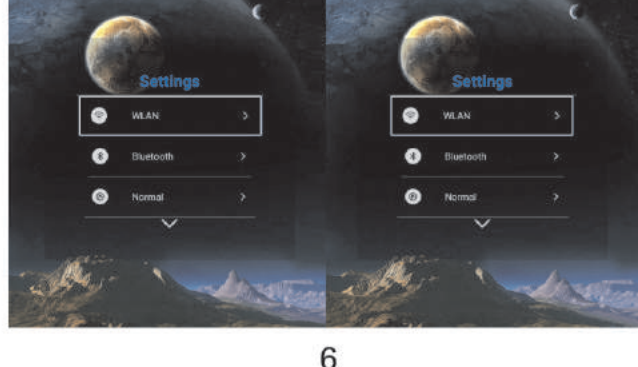 Settings Settings
WLAN WLAN
Bluetooth Bluetooth
Normal Normal
6